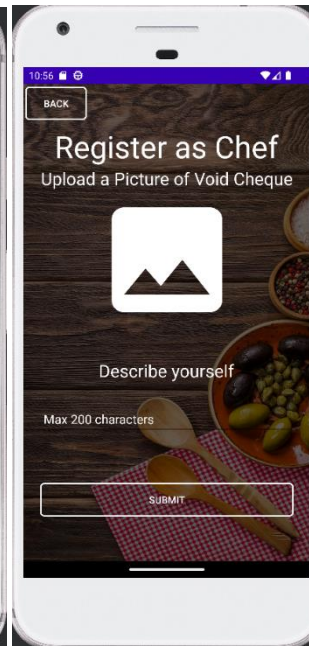 10:56
BACK
Register as Chef
Upload a Picture of Void Cheque
Describe yourself
Max 200 characters
SUBMIT